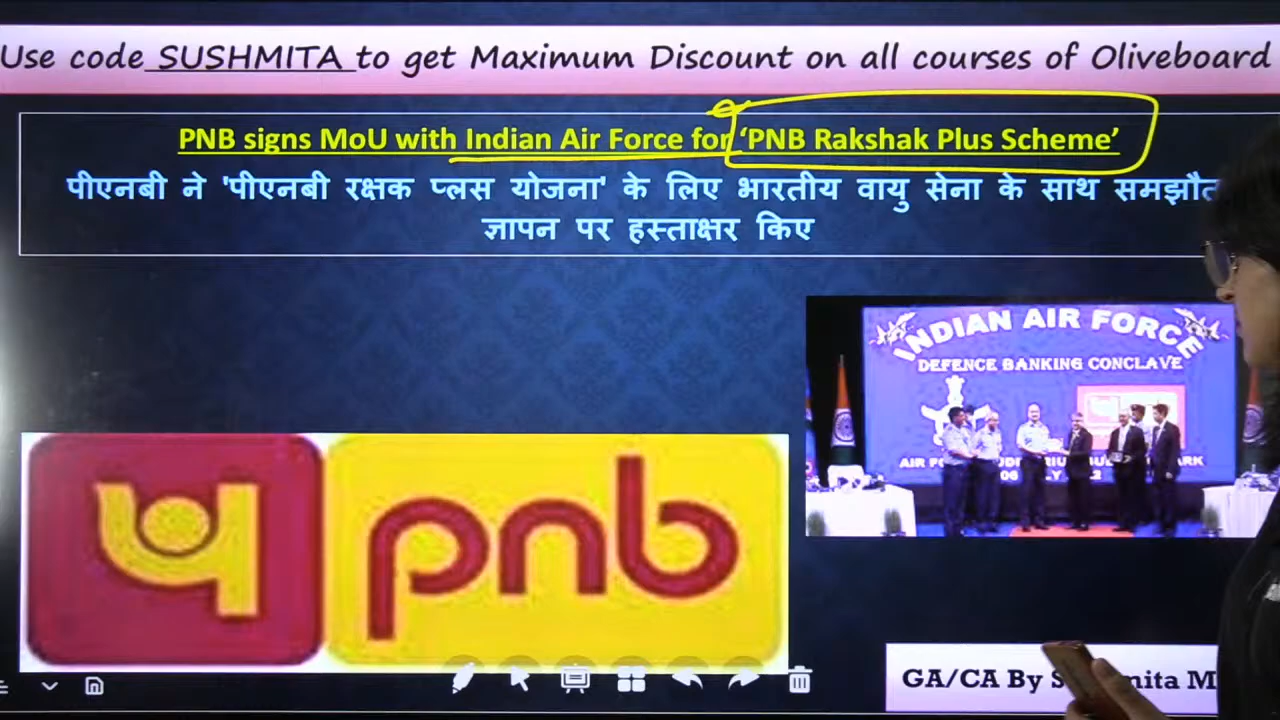 Use code SUSHMITA to get Maximum Discount on all courses of Oliveboard
PNB signs MoU with Indian Air Force for 'PNB Rakshak Plus Scheme'
पीएनबी ने 'पीएनबी रक्षक प्लस योजना' के लिए भारतीय वायु सेना के साथ
ज्ञापन पर हस्ताक्षर किए
INDIAN AIR FORCE
DEFENCE BANKING CONCLAVE
AIR
06
प
pnb
GA/CA By